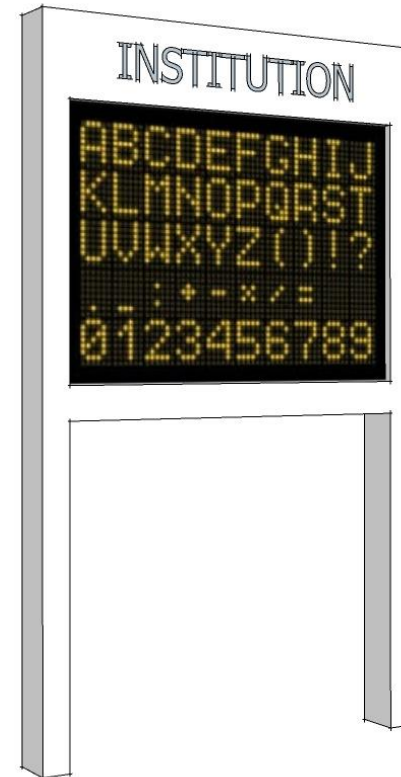 INSTITUTION
ABCDEFGHIJ
KLMNOPQRST
UVWXYZ()!?
._:+-×/=
0123456789